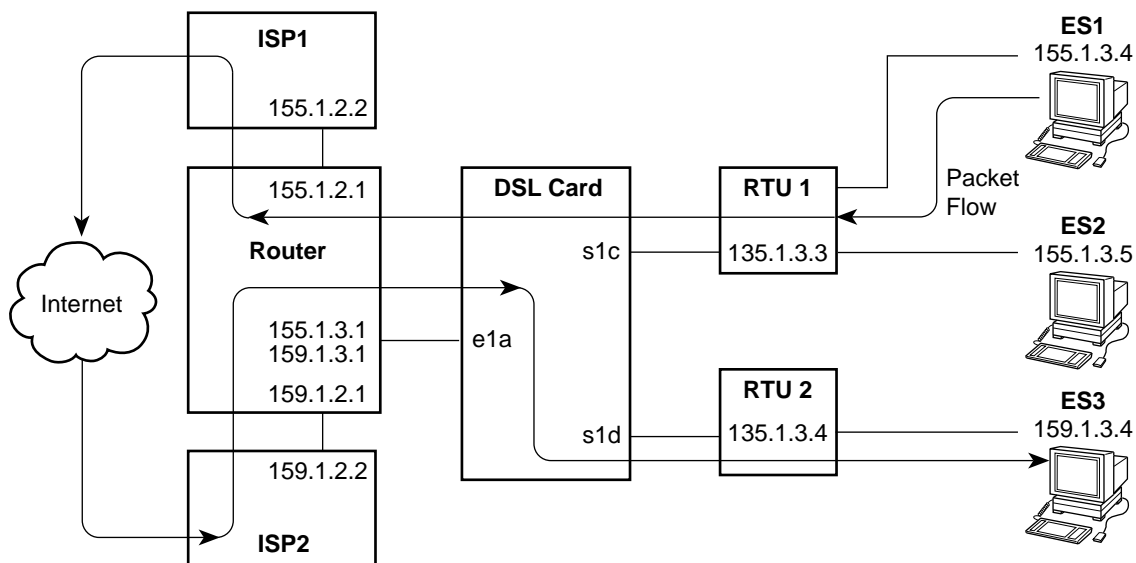 ISP1
155.1.2.2
ES1
155.1.3.4
155.1.2.1
Router
DSL Card
s1c
RTU 1
135.1.3.3
Packet
Flow
ES2
155.1.3.5
Internet
155.1.3.1
159.1.3.1
159.1.2.1
e1a
s1d
RTU 2
135.1.3.4
ES3
159.1.3.4
159.1.2.2
ISP2